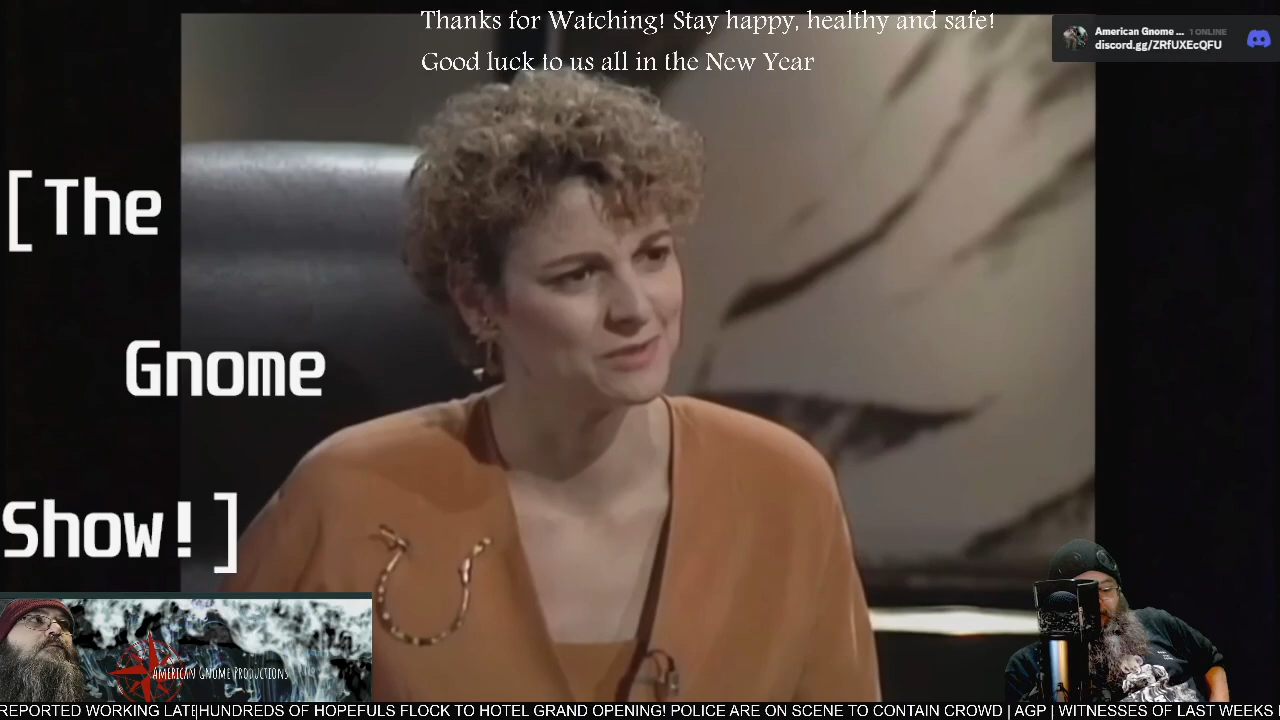 Thanks for Watching! Stay happy, healthy and safe!
Good luck to us all in the New Year
American Gnome ... 1 ONLINE
discord.gg/ZRfUXEcQFU
[The
Gnome
Show!]
American Gnome Productions
REPORTED WORKING LATE|HUNDREDS OF HOPEFULS FLOCK TO HOTEL GRAND OPENING! POLICE ARE ON SCENE TO CONTAIN CROWD | AGP | WITNESSES OF LAST WEEKS